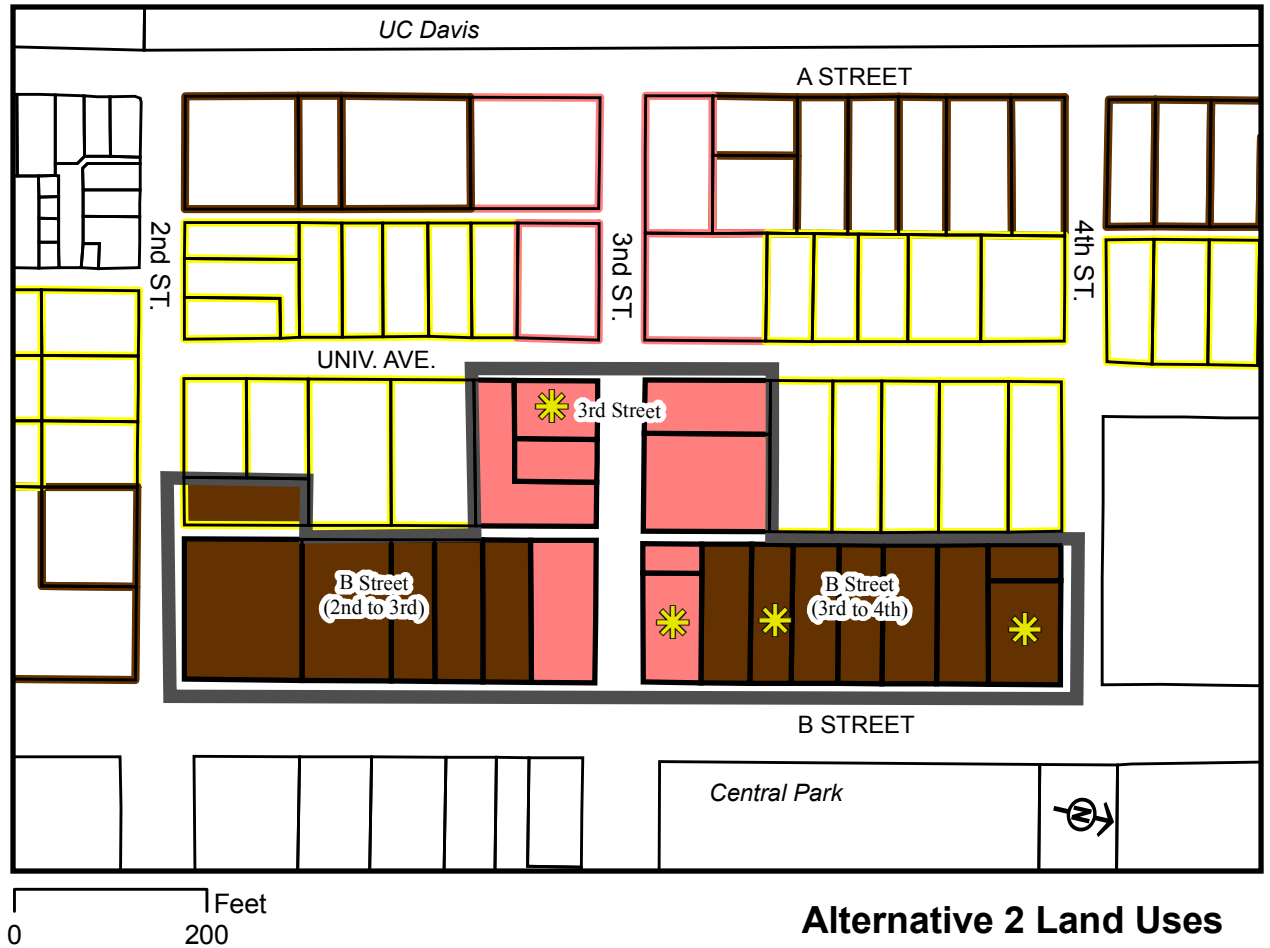 UC Davis
A STREET
2nd ST.
3nd ST.
4th ST.
UNIV. AVE.
3rd Street
B Street
(2nd to 3rd)
B Street
(3rd to 4th)
B STREET
Central Park
N
Feet
0 200
Alternative 2 Land Uses